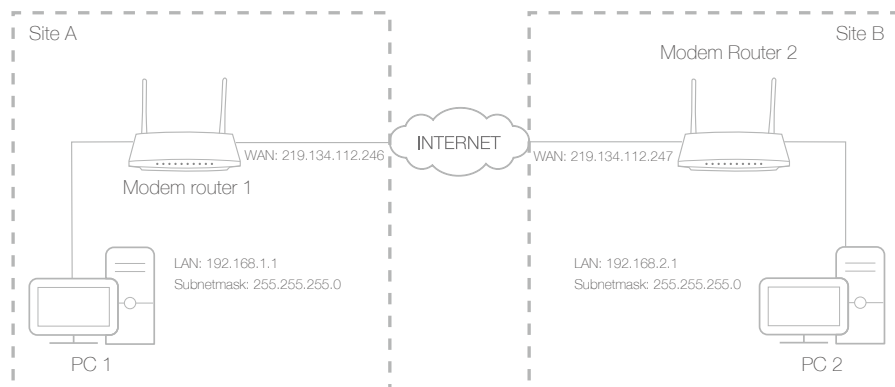 Site A
Site B
Modem Router 2
INTERNET
WAN: 219.134.112.246
WAN: 219.134.112.247
Modem router 1
LAN: 192.168.1.1
Subnetmask: 255.255.255.0
LAN: 192.168.2.1
Subnetmask: 255.255.255.0
PC 1
PC 2